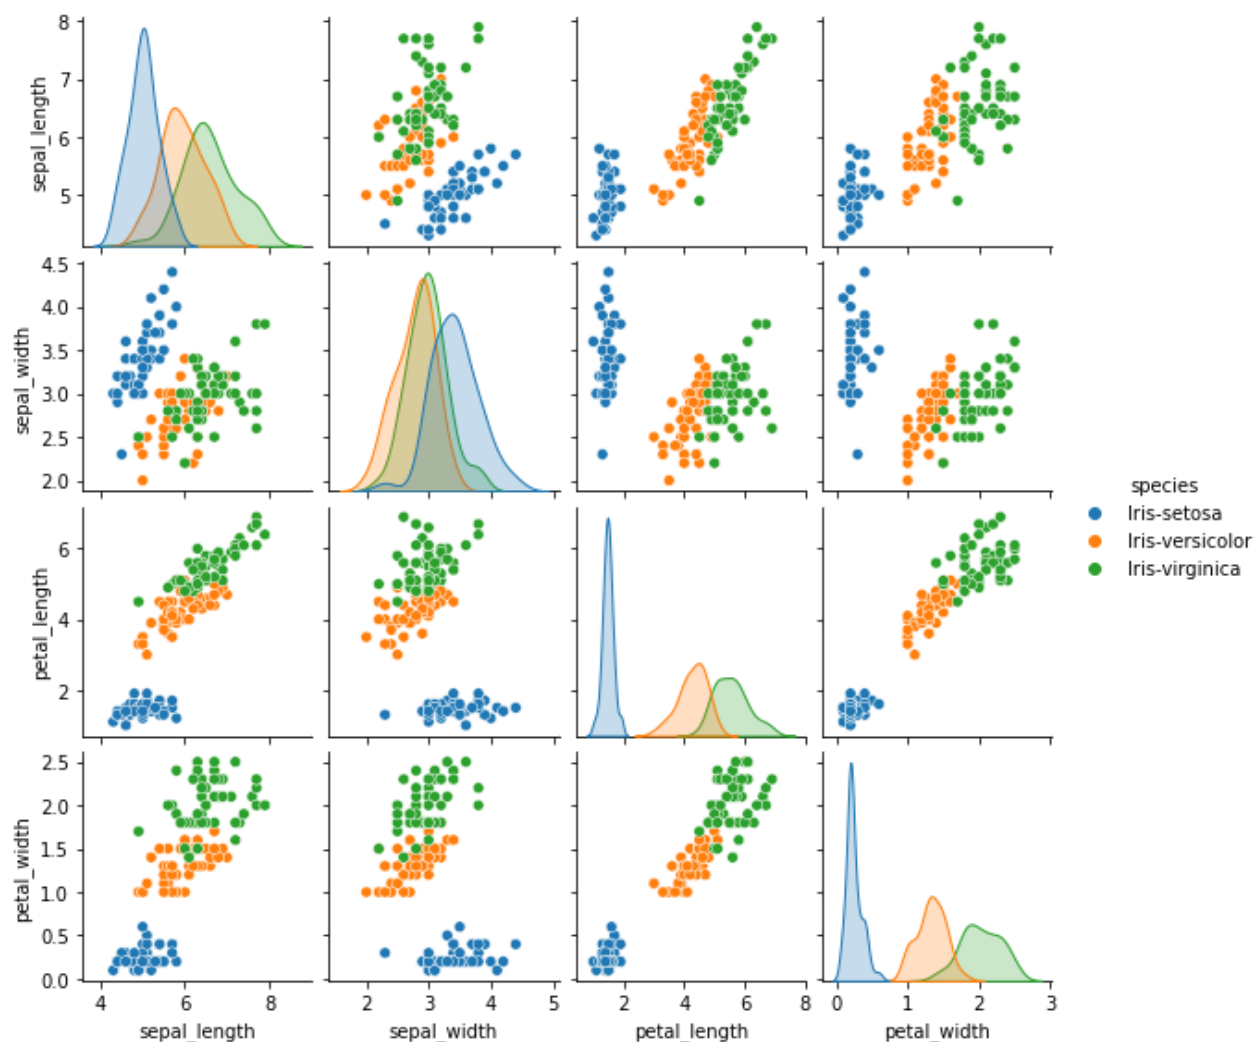 8
7
6
5
sepal_length
4.5
4.0
3.5
3.0
2.5
2.0
sepal_width
species
Iris-setosa
Iris-versicolor
Iris-virginica
6
4
2
petal_length
2.5
2.0
1.5
1.0
0.5
0.0
petal_width
4 6 8
2 3 4 5
2 4 6 8
0 1 2 3
sepal_length
sepal_width
petal_length
petal_width